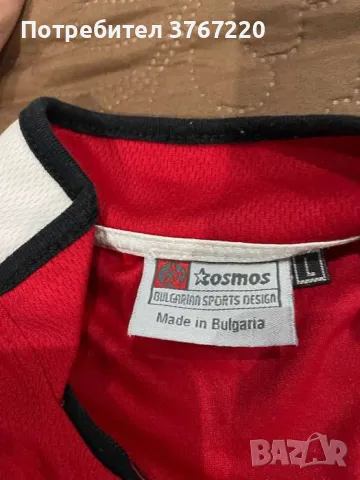 Потребител 3767220
cosmos
BULGARIAN SPORTS DESIGN
Made in Bulgaria
L
BAZAR